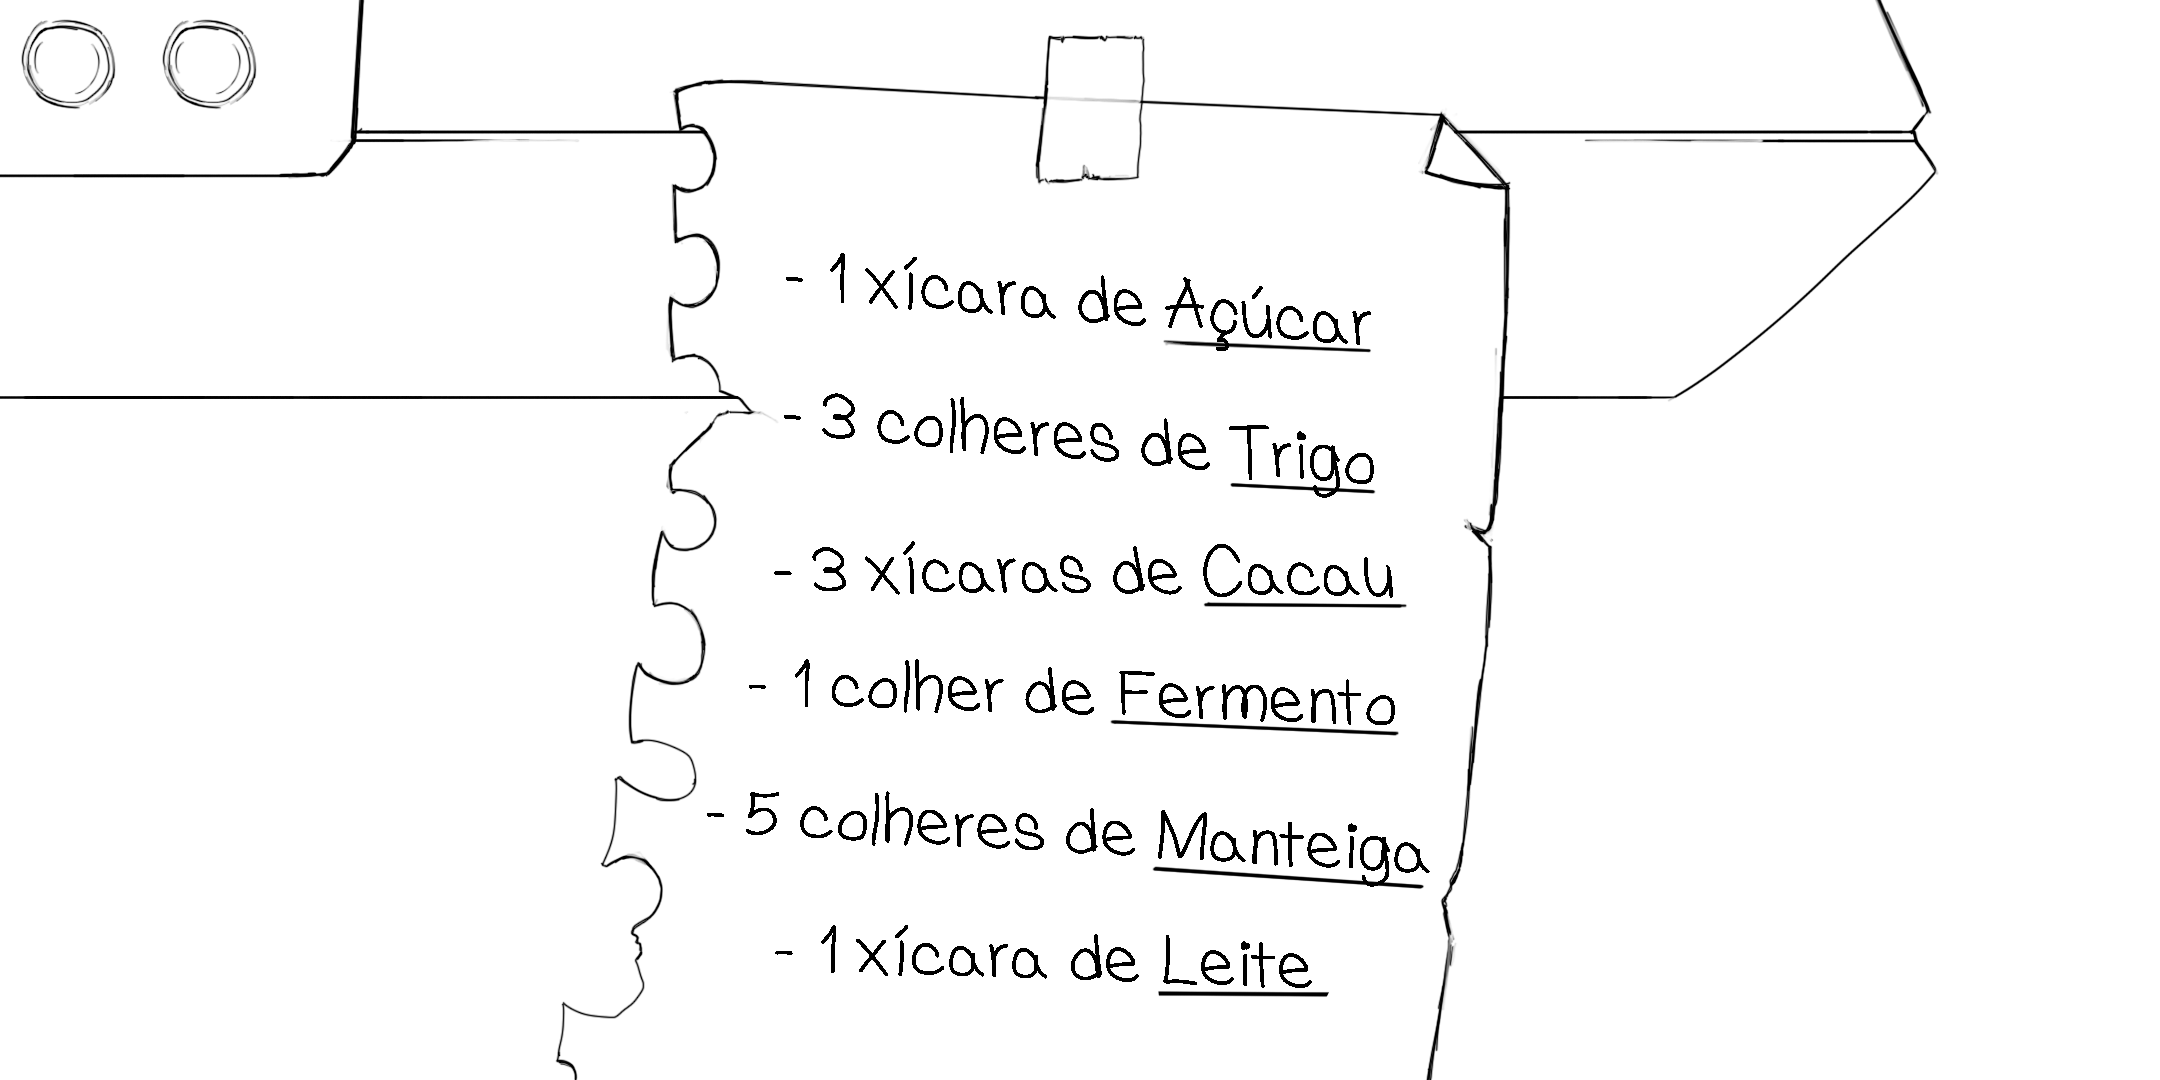 - 1 xícara de Açúcar
- 3 colheres de Trigo
- 3 xícaras de Cacau
- 1 colher de Fermento
- 5 colheres de Manteiga
- 1 xícara de Leite